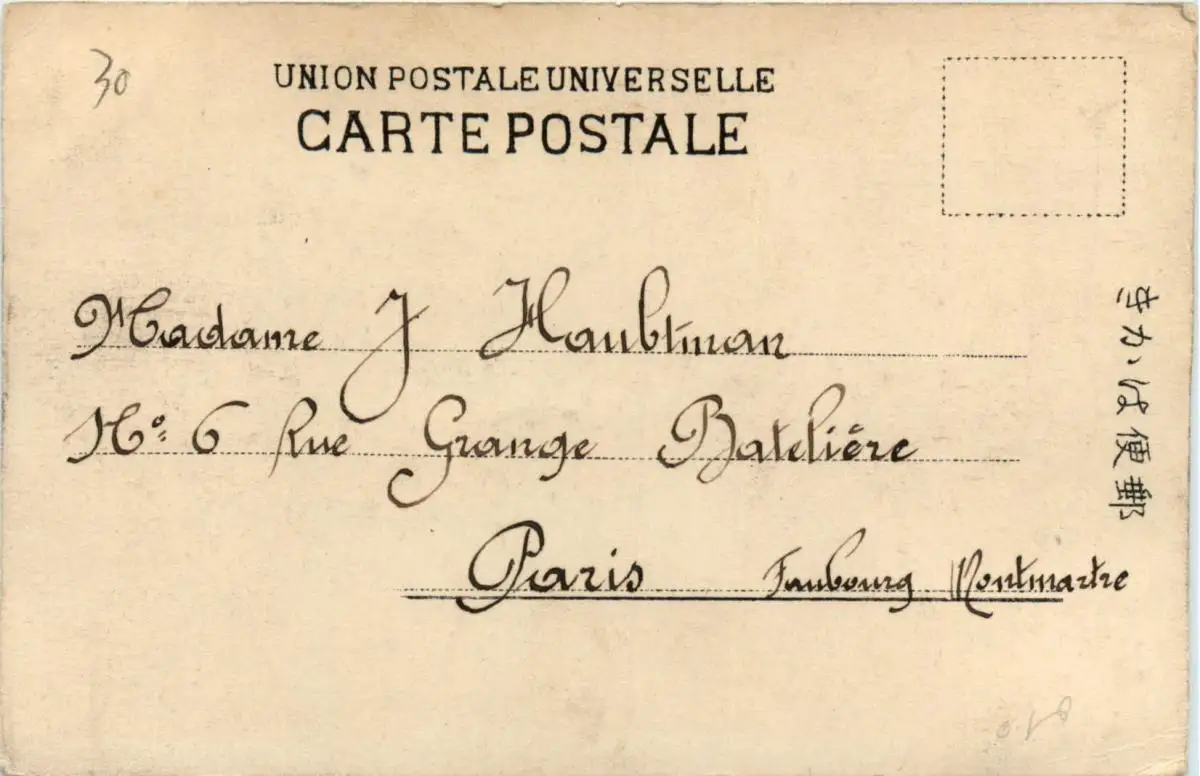 30
UNION POSTALE UNIVERSELLE
CARTE POSTALE
Madame J Haubtman
No: 6 Rue Grange Batelière
Paris Faubourg Montmartre
郵便はがき